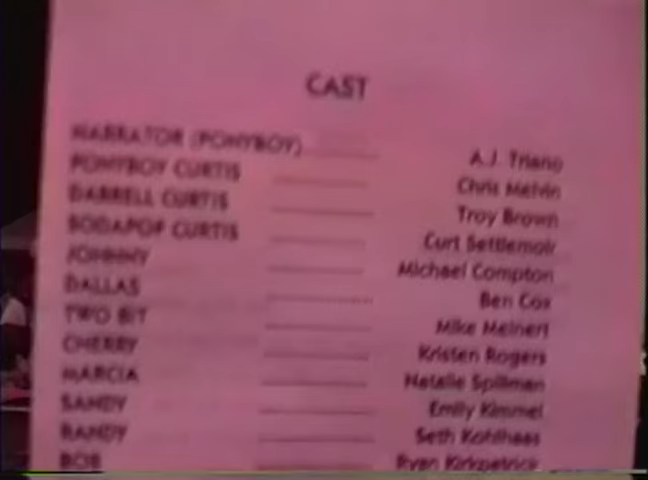 CAST
NARRATOR (PONYBOY) A.J. Triano
PONYBOY CURTIS Chris Melvin
DARRELL CURTIS Troy Brown
SODAPOP CURTIS Curt Settlemoir
JOHNNY Michael Compton
DALLAS Ben Cox
TWO BIT Mike Meinert
CHERRY Kristen Rogers
MARCIA Natalie Spillman
SANDY Emily Kimmel
RANDY Seth Kohlhaas
BOB Ryan Kirkpatrick